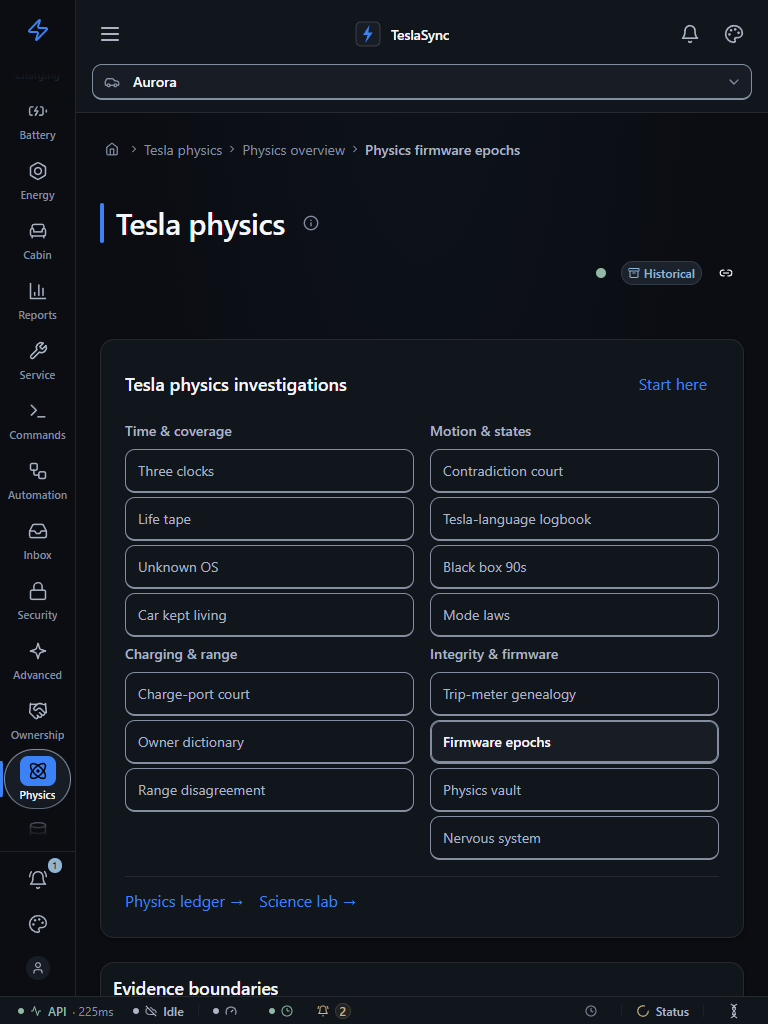 TeslaSync
Aurora
Charging
Battery
Energy
Cabin
Reports
Service
Commands
Automation
Inbox
Security
Advanced
Ownership
Physics
1
Tesla physics > Physics overview > Physics firmware epochs
Tesla physics
Historical
Tesla physics investigations
Start here
Time & coverage
Three clocks
Life tape
Unknown OS
Car kept living
Motion & states
Contradiction court
Tesla-language logbook
Black box 90s
Mode laws
Charging & range
Charge-port court
Owner dictionary
Range disagreement
Integrity & firmware
Trip-meter genealogy
Firmware epochs
Physics vault
Nervous system
Physics ledger →
Science lab →
Evidence boundaries
API · 225ms
Idle
2
Status